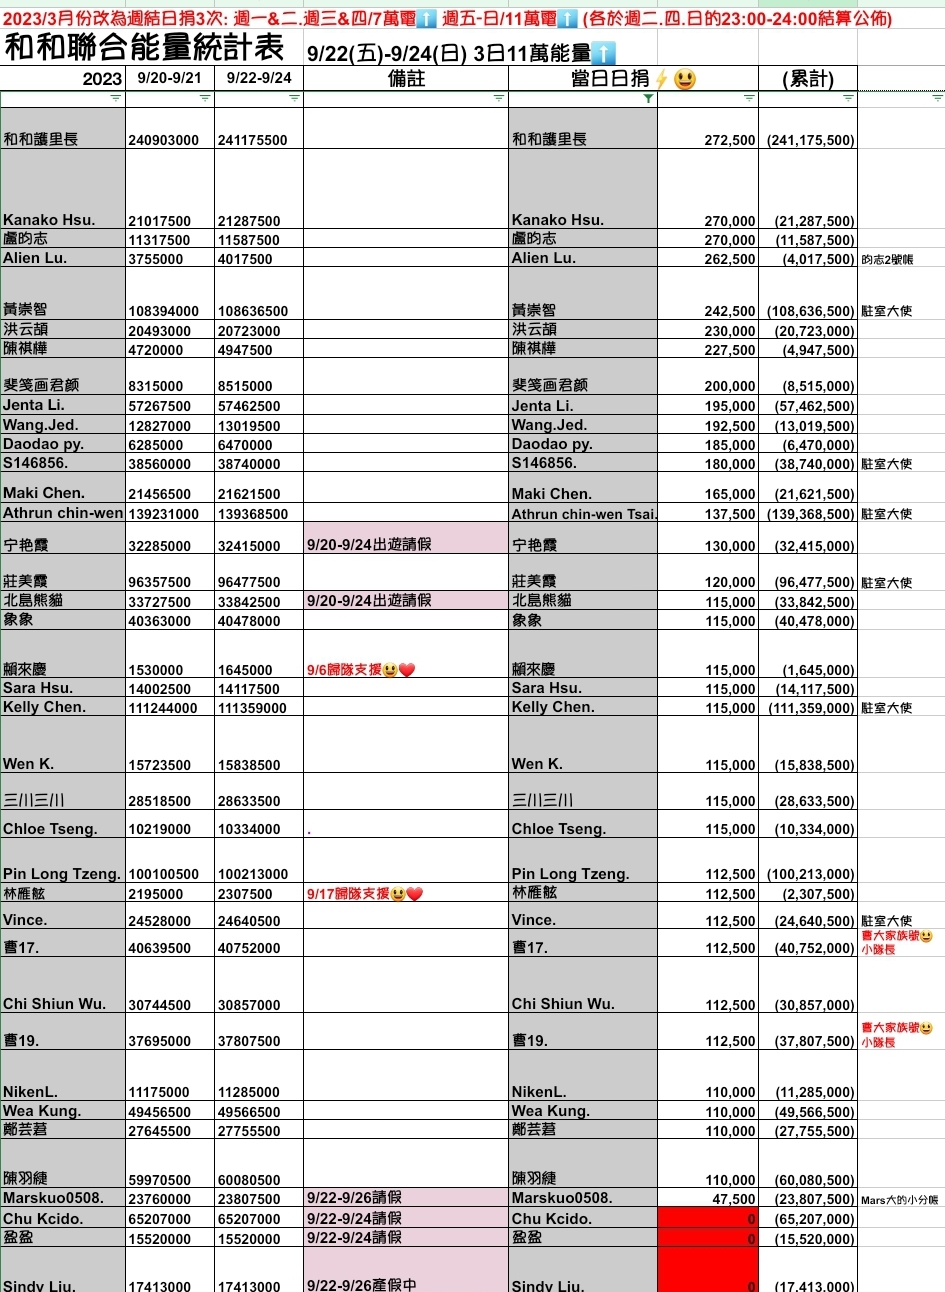 2023/3月份改為週結日捐3次: 週一&二.週三&四/7萬電⬆️ 週五-日/11萬電⬆️ (各於週二.四.日的23:00-24:00結算公佈)
和和聯合能量統計表 9/22(五)-9/24(日) 3日11萬能量⬆️
2023 9/20-9/21 9/22-9/24 備註 當日日捐⚡😃 (累計)
和和護里長 240903000 241175500 和和護里長 272,500 (241,175,500)
Kanako Hsu. 21017500 21287500 Kanako Hsu. 270,000 (21,287,500)
盧昀志 11317500 11587500 盧昀志 270,000 (11,587,500)
Alien Lu. 3755000 4017500 Alien Lu. 262,500 (4,017,500) 昀志2號帳
黃崇智 108394000 108636500 黃崇智 242,500 (108,636,500) 駐室大使
洪云頡 20493000 20723000 洪云頡 230,000 (20,723,000)
陳祺樺 4720000 4947500 陳祺樺 227,500 (4,947,500)
斐笺画君颜 8315000 8515000 斐笺画君颜 200,000 (8,515,000)
Jenta Li. 57267500 57462500 Jenta Li. 195,000 (57,462,500)
Wang.Jed. 12827000 13019500 Wang.Jed. 192,500 (13,019,500)
Daodao py. 6285000 6470000 Daodao py. 185,000 (6,470,000)
S146856. 38560000 38740000 S146856. 180,000 (38,740,000) 駐室大使
Maki Chen. 21456500 21621500 Maki Chen. 165,000 (21,621,500)
Athrun chin-wen 139231000 139368500 Athrun chin-wen Tsai. 137,500 (139,368,500) 駐室大使
宁艳霞 32285000 32415000 9/20-9/24出遊請假 宁艳霞 130,000 (32,415,000)
莊美霞 96357500 96477500 莊美霞 120,000 (96,477,500) 駐室大使
北島熊貓 33727500 33842500 9/20-9/24出遊請假 北島熊貓 115,000 (33,842,500)
象象 40363000 40478000 象象 115,000 (40,478,000)
賴來慶 1530000 1645000 9/6歸隊支援😃❤️ 賴來慶 115,000 (1,645,000)
Sara Hsu. 14002500 14117500 Sara Hsu. 115,000 (14,117,500)
Kelly Chen. 111244000 111359000 Kelly Chen. 115,000 (111,359,000) 駐室大使
Wen K. 15723500 15838500 Wen K. 115,000 (15,838,500)
三川三川 28518500 28633500 三川三川 115,000 (28,633,500)
Chloe Tseng. 10219000 10334000 . Chloe Tseng. 115,000 (10,334,000)
Pin Long Tzeng. 100100500 100213000 Pin Long Tzeng. 112,500 (100,213,000)
林雁舷 2195000 2307500 9/17歸隊支援😃❤️ 林雁舷 112,500 (2,307,500)
Vince. 24528000 24640500 Vince. 112,500 (24,640,500) 駐室大使
曹17. 40639500 40752000 曹17. 112,500 (40,752,000) 曹大家族號😃
小隊長
Chi Shiun Wu. 30744500 30857000 Chi Shiun Wu. 112,500 (30,857,000)
曹19. 37695000 37807500 曹19. 112,500 (37,807,500) 曹大家族號😃
小隊長
NikenL. 11175000 11285000 NikenL. 110,000 (11,285,000)
Wea Kung. 49456500 49566500 Wea Kung. 110,000 (49,566,500)
鄭芸莙 27645500 27755500 鄭芸莙 110,000 (27,755,500)
陳羽緁 59970500 60080500 陳羽緁 110,000 (60,080,500)
Marskuo0508. 23760000 23807500 9/22-9/26請假 Marskuo0508. 47,500 (23,807,500) Mars大的小分帳
Chu Kcido. 65207000 65207000 9/22-9/24請假 Chu Kcido. 0 (65,207,000)
盈盈 15520000 15520000 9/22-9/24請假 盈盈 0 (15,520,000)
Sindy Liu. 17413000 17413000 9/22-9/26產假中 Sindy Liu. 0 (17,413,000)